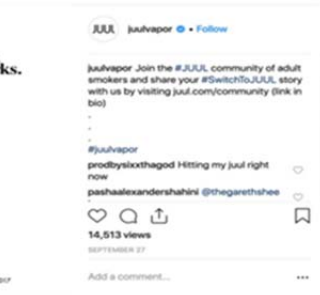 ks.
JUUL
juulvapor • Follow
juulvapor Join the #JUUL community of adult
smokers and share your #SwitchToJUUL story
with us by visiting juul.com/community (link in
bio)
.
.
.
#juulvapor
prodbysixxthagod Hitting my juul right
now
pashaalexandershahini @thegarethshee
14,513 views
SEPTEMBER 27
Add a comment...